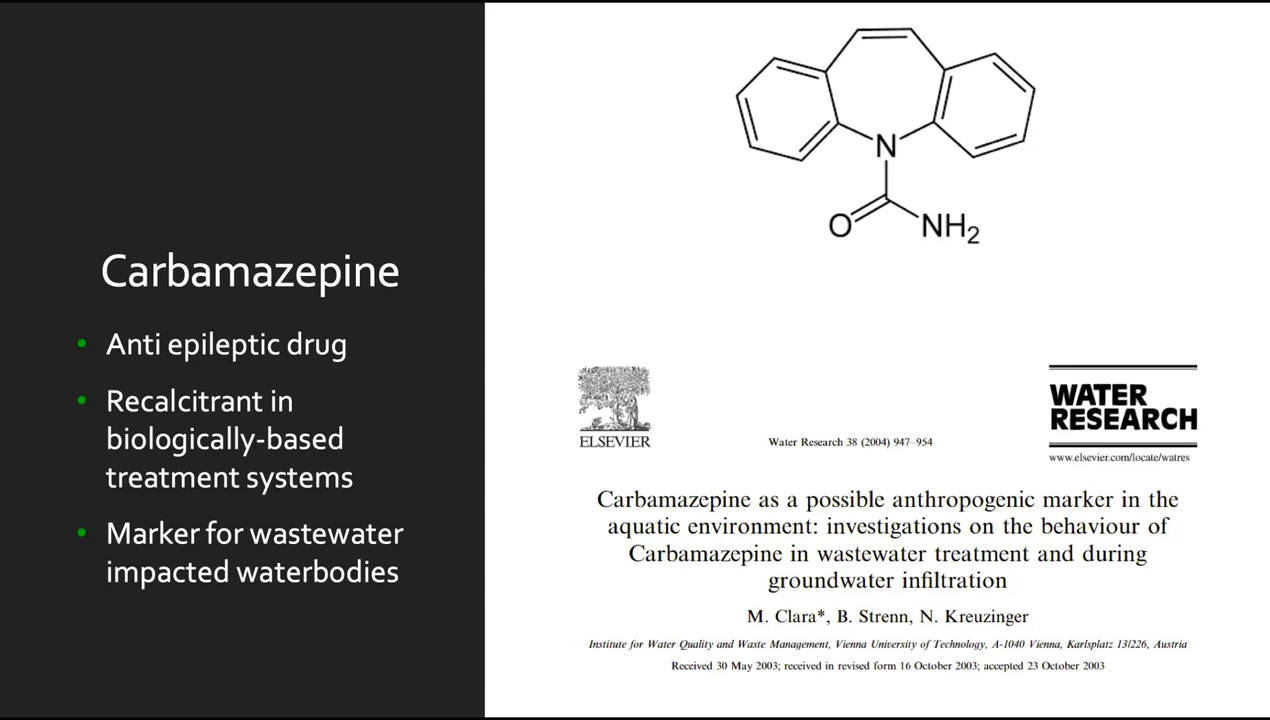 Carbamazepine
• Anti epileptic drug
• Recalcitrant in
biologically-based
treatment systems
• Marker for wastewater
impacted waterbodies
N
O
NH2
ELSEVIER
Water Research 38 (2004) 947–954
WATER
RESEARCH
www.elsevier.com/locate/watres
Carbamazepine as a possible anthropogenic marker in the
aquatic environment: investigations on the behaviour of
Carbamazepine in wastewater treatment and during
groundwater infiltration
M. Clara*, B. Strenn, N. Kreuzinger
Institute for Water Quality and Waste Management, Vienna University of Technology, A-1040 Vienna, Karlsplatz 13/226, Austria
Received 30 May 2003; received in revised form 16 October 2003; accepted 23 October 2003